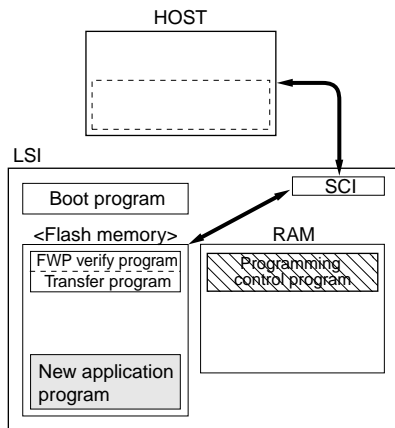 HOST
LSI
SCI
Boot program
<Flash memory>
RAM
FWP verify program
Transfer program
Programming
control program
New application
program